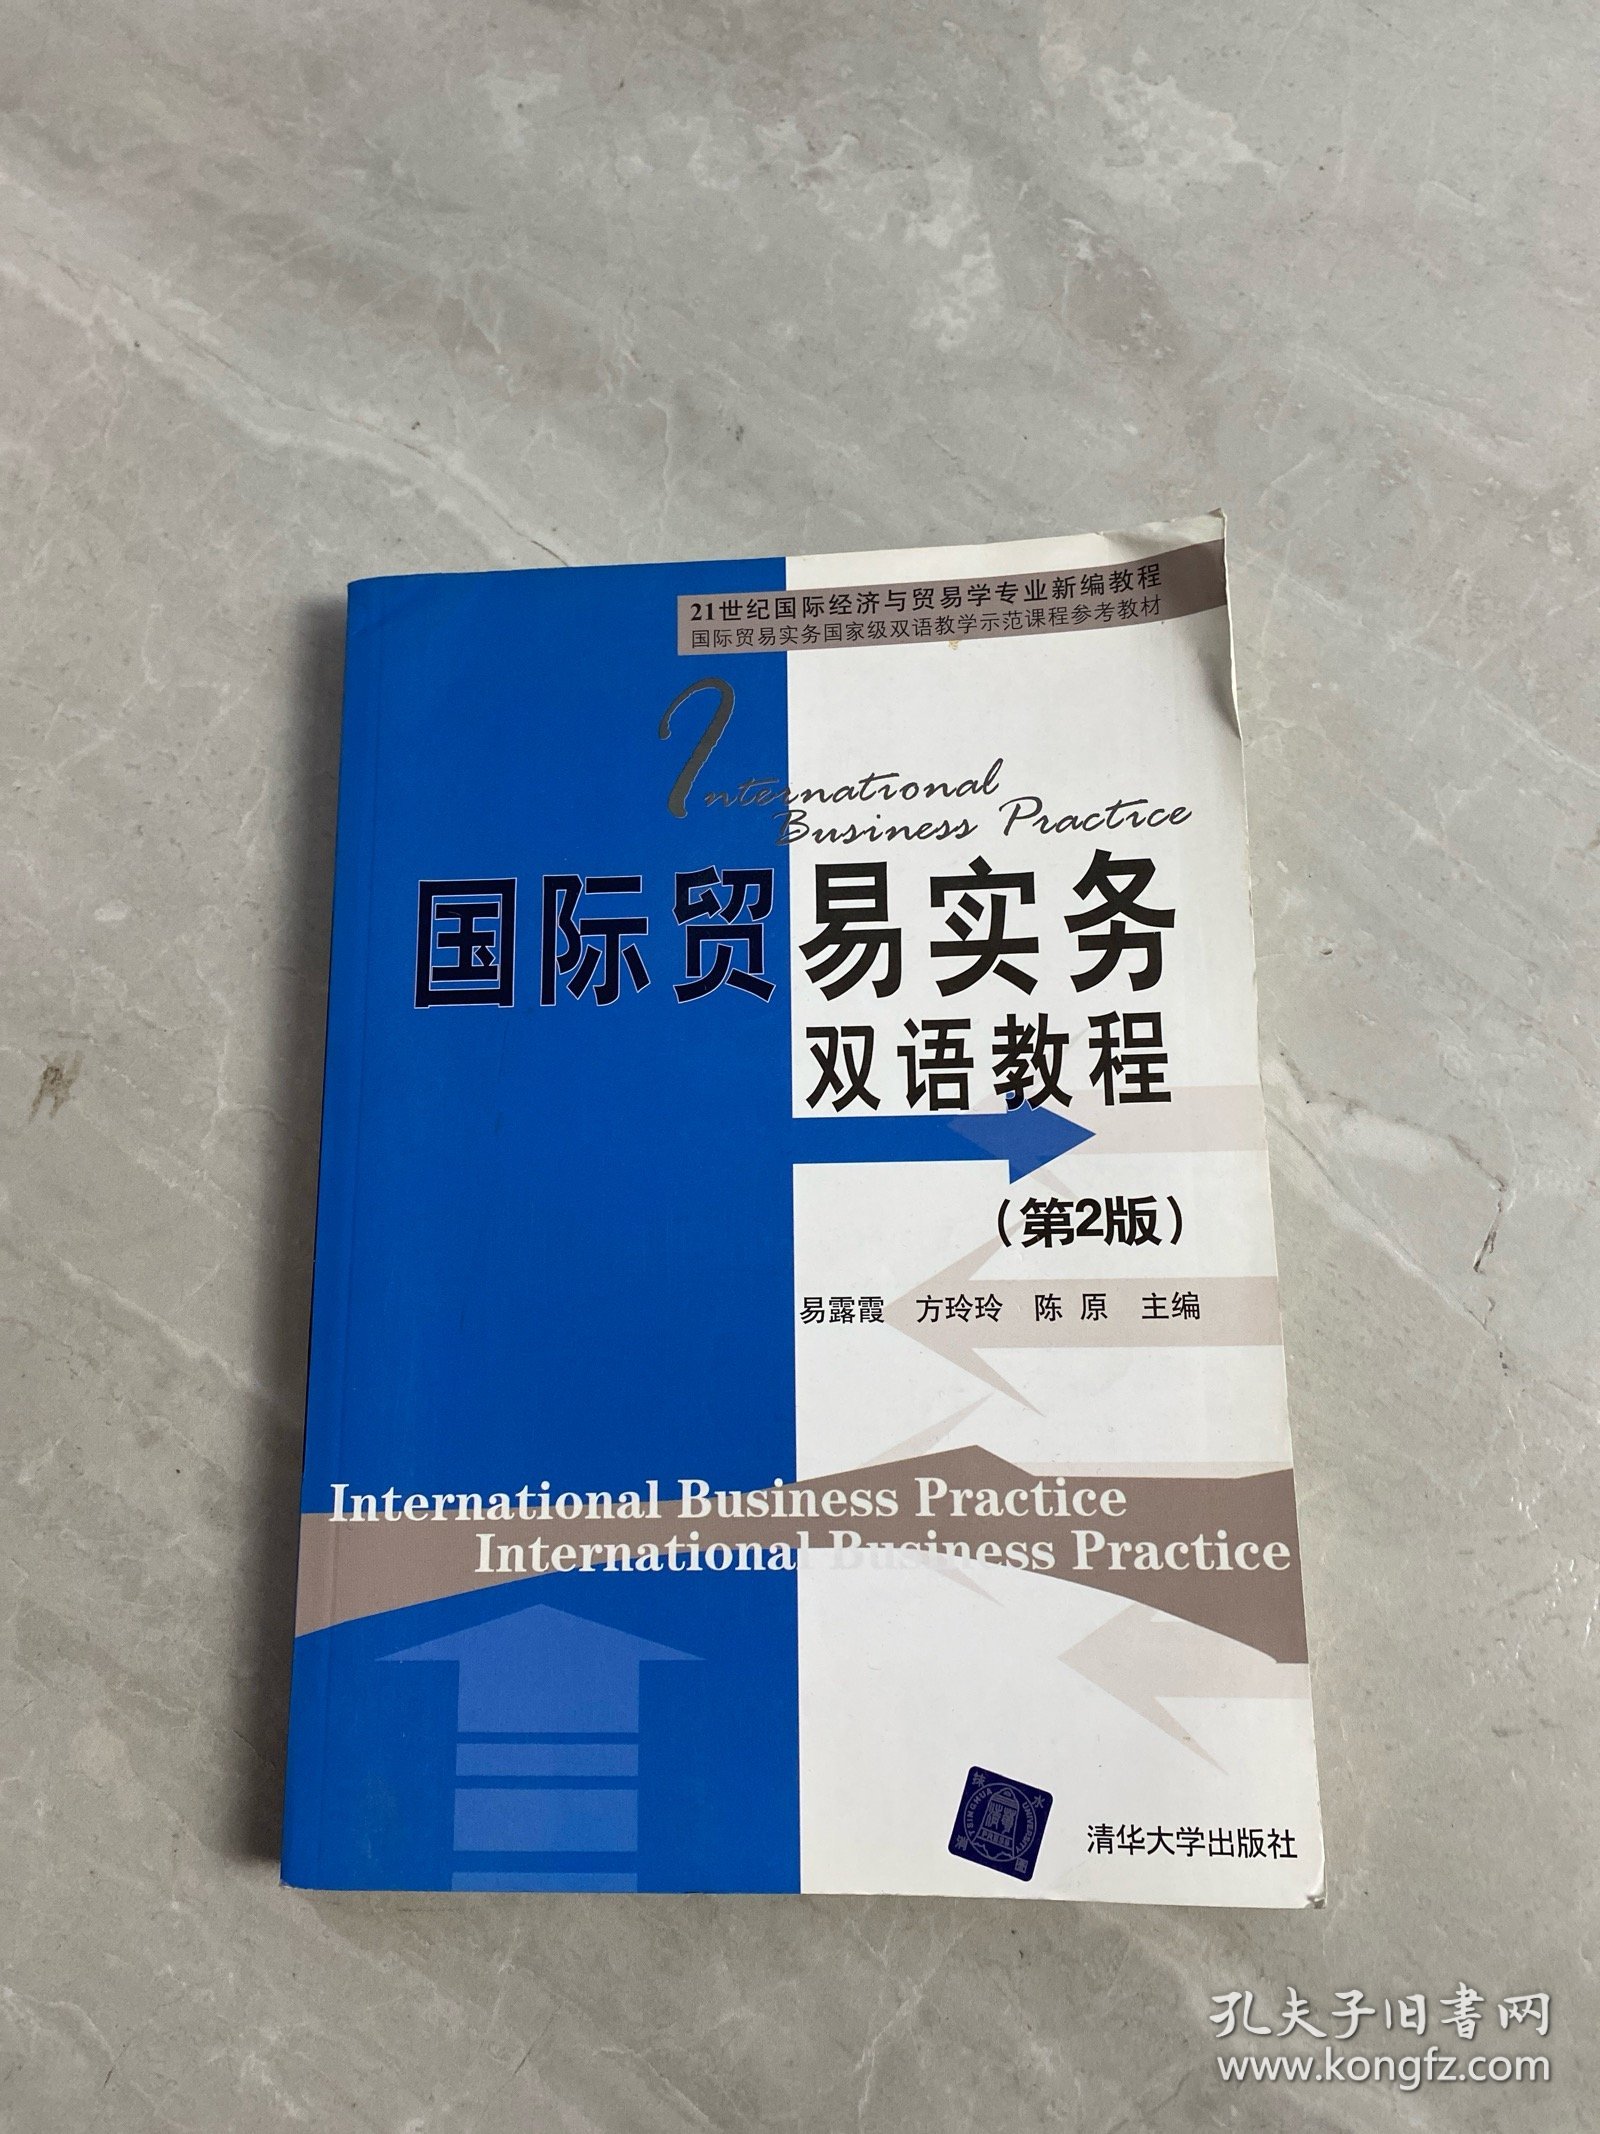 21世纪国际经济与贸易学专业新编教程
国际贸易实务国家级双语教学示范课程参考教材
International
Business Practice
国际贸易实务
双语教程
（第2版）
易露霞 方玲玲 陈原 主编
International Business Practice
International Business Practice
TSINGHUA UNIVERSITY
PRESS
清华大学出版社
孔夫子旧书网
www.kongfz.com